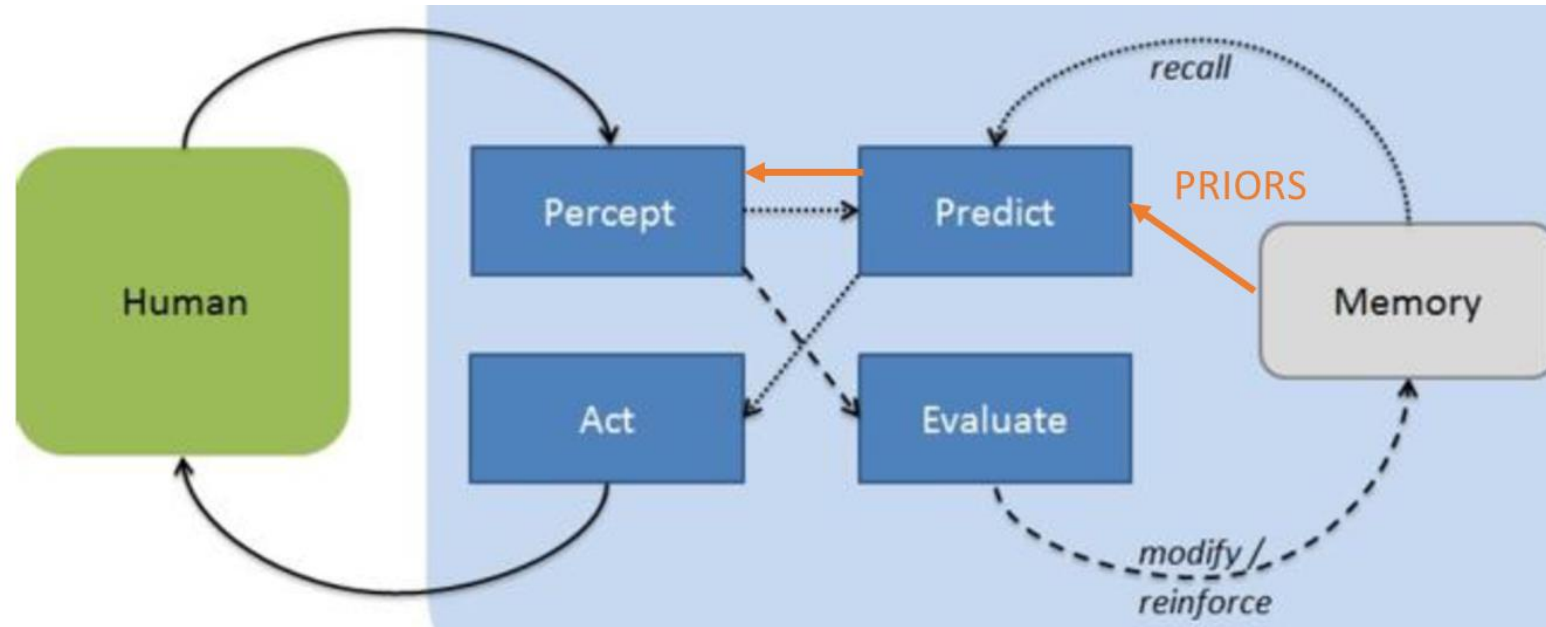 recall
PRIORS
Percept
Predict
Human
Memory
Act
Evaluate
modify /
reinforce